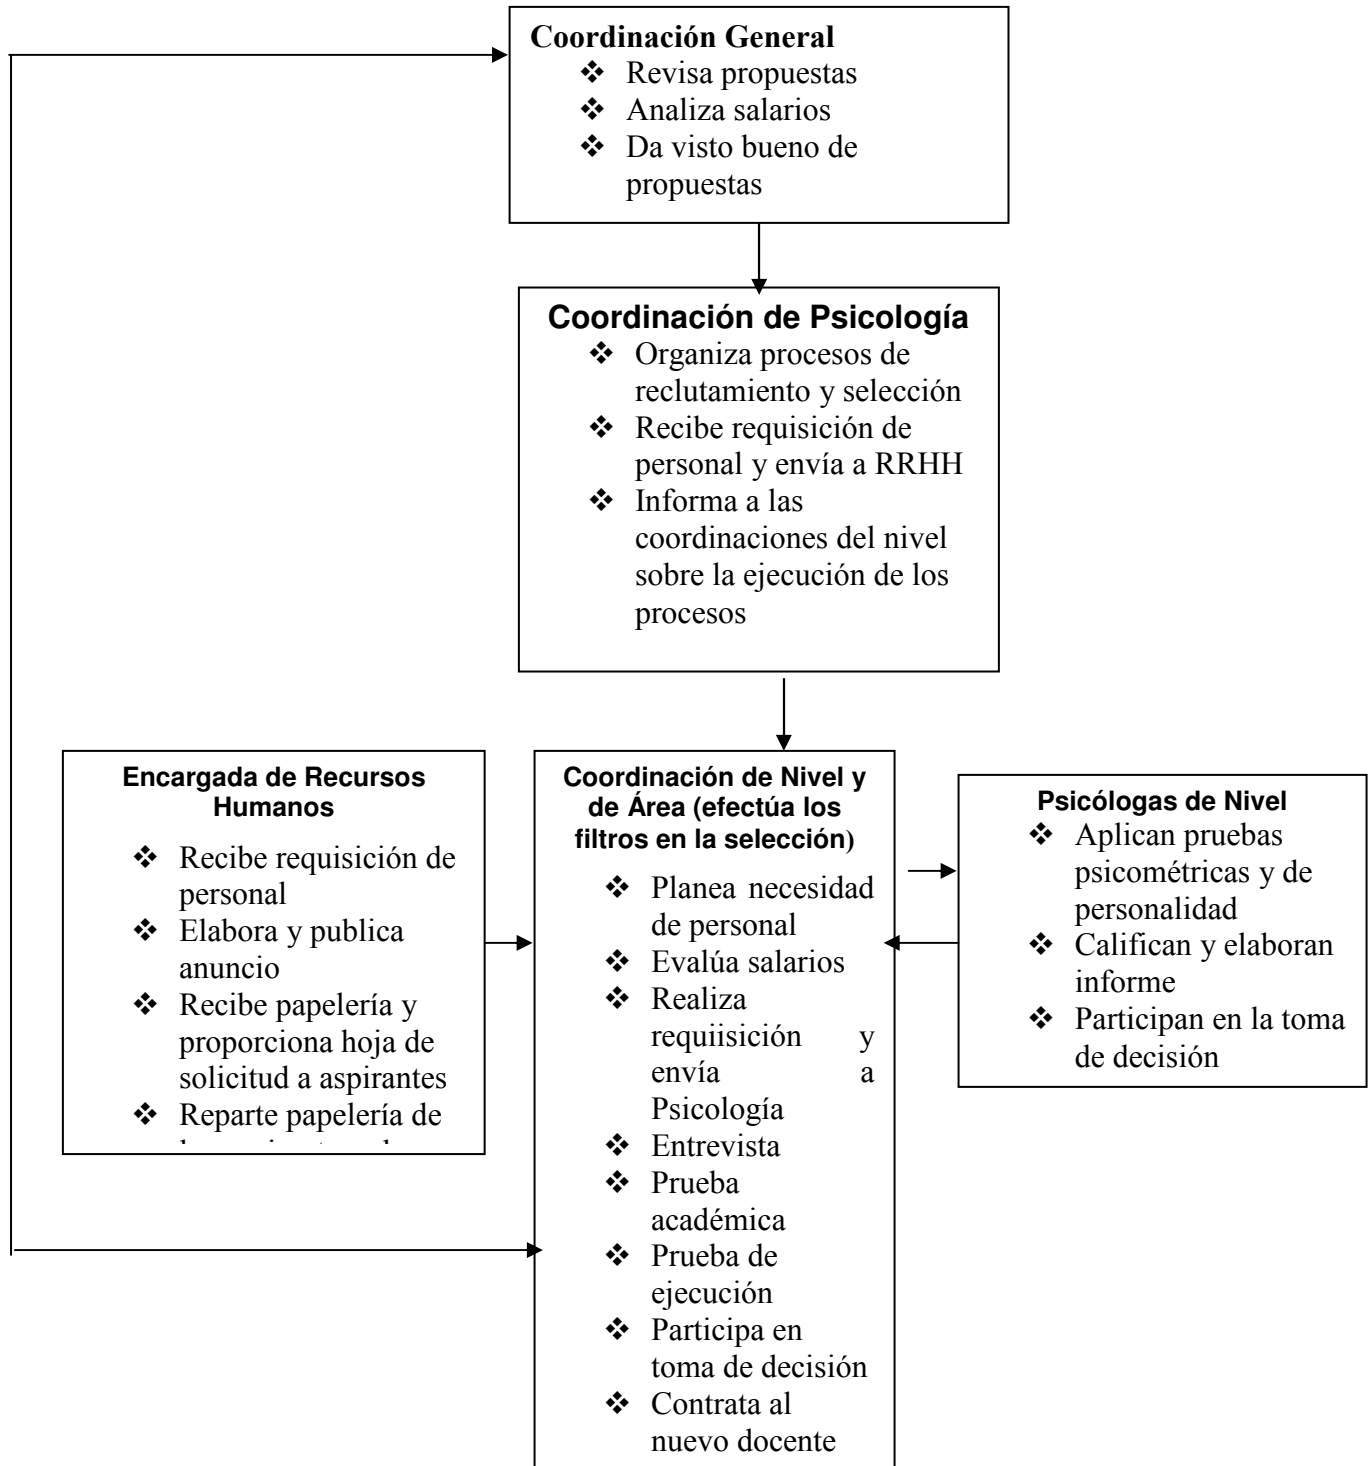 Coordinación General
❖ Revisa propuestas
❖ Analiza salarios
❖ Da visto bueno de
propuestas
Coordinación de Psicología
❖ Organiza procesos de
reclutamiento y selección
❖ Recibe requisición de
personal y envía a RRHH
❖ Informa a las
coordinaciones del nivel
sobre la ejecución de los
procesos
Encargada de Recursos
Humanos
❖ Recibe requisición de
personal
❖ Elabora y publica
anuncio
❖ Recibe papelería y
proporciona hoja de
solicitud a aspirantes
❖ Reparte papelería de
Coordinación de Nivel y
de Área (efectúa los
filtros en la selección)
❖ Planea necesidad
de personal
❖ Evalúa salarios
❖ Realiza
requiisición y
envía a
Psicología
❖ Entrevista
❖ Prueba
académica
❖ Prueba de
ejecución
❖ Participa en
toma de decisión
❖ Contrata al
nuevo docente
Psicólogas de Nivel
❖ Aplican pruebas
psicométricas y de
personalidad
❖ Califican y elaboran
informe
❖ Participan en la toma
de decisión